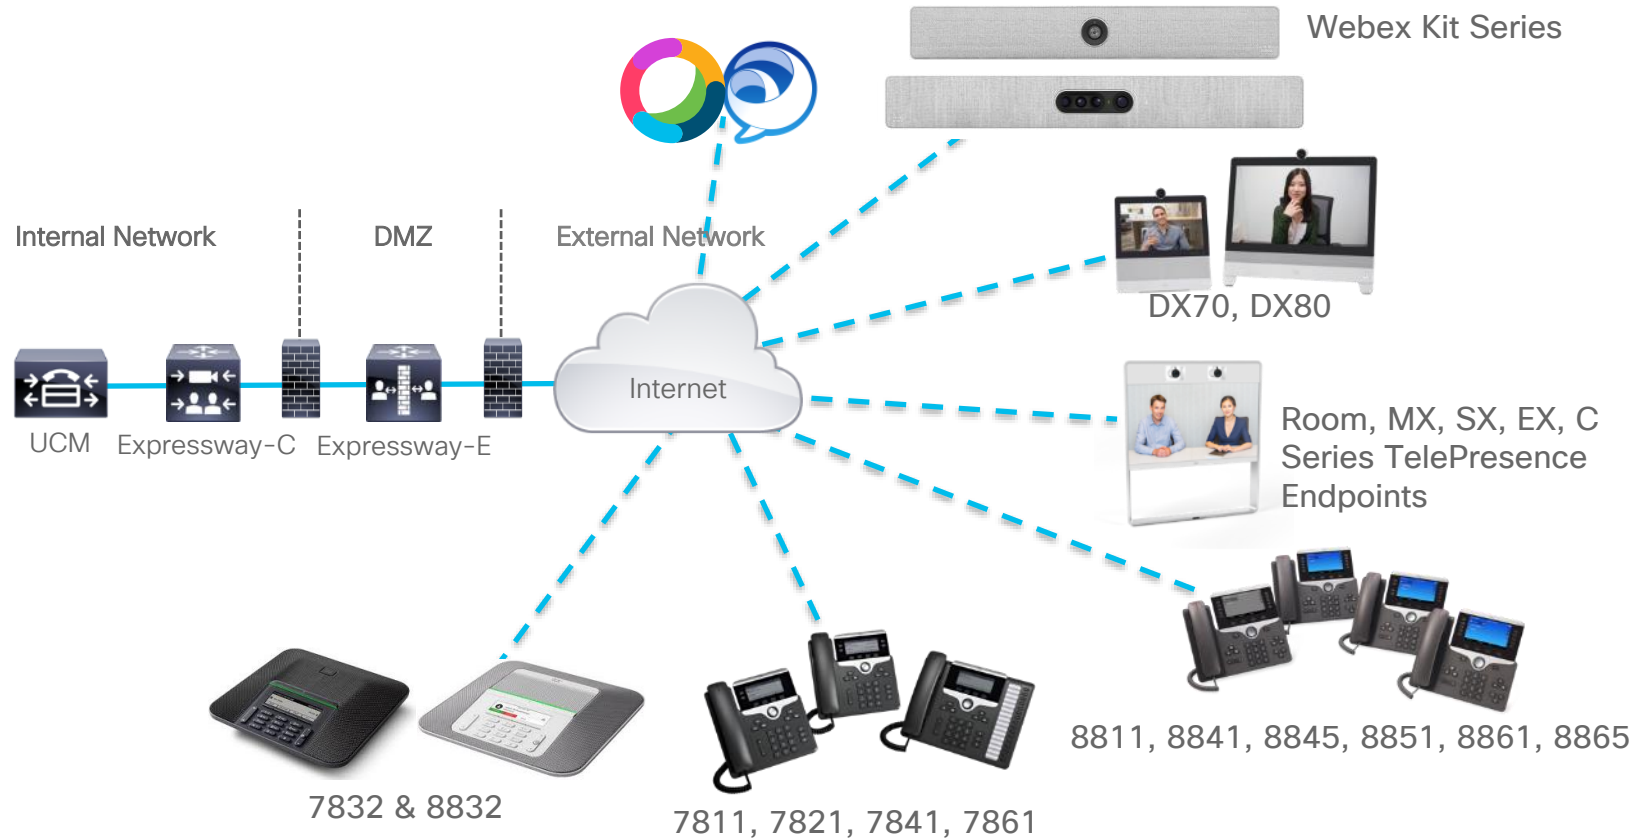 Webex Kit Series
Internal Network
DMZ
External Network
DX70, DX80
Internet
UCM
Expressway-C
Expressway-E
Room, MX, SX, EX, C
Series TelePresence
Endpoints
8811, 8841, 8845, 8851, 8861, 8865
7832 & 8832
7811, 7821, 7841, 7861